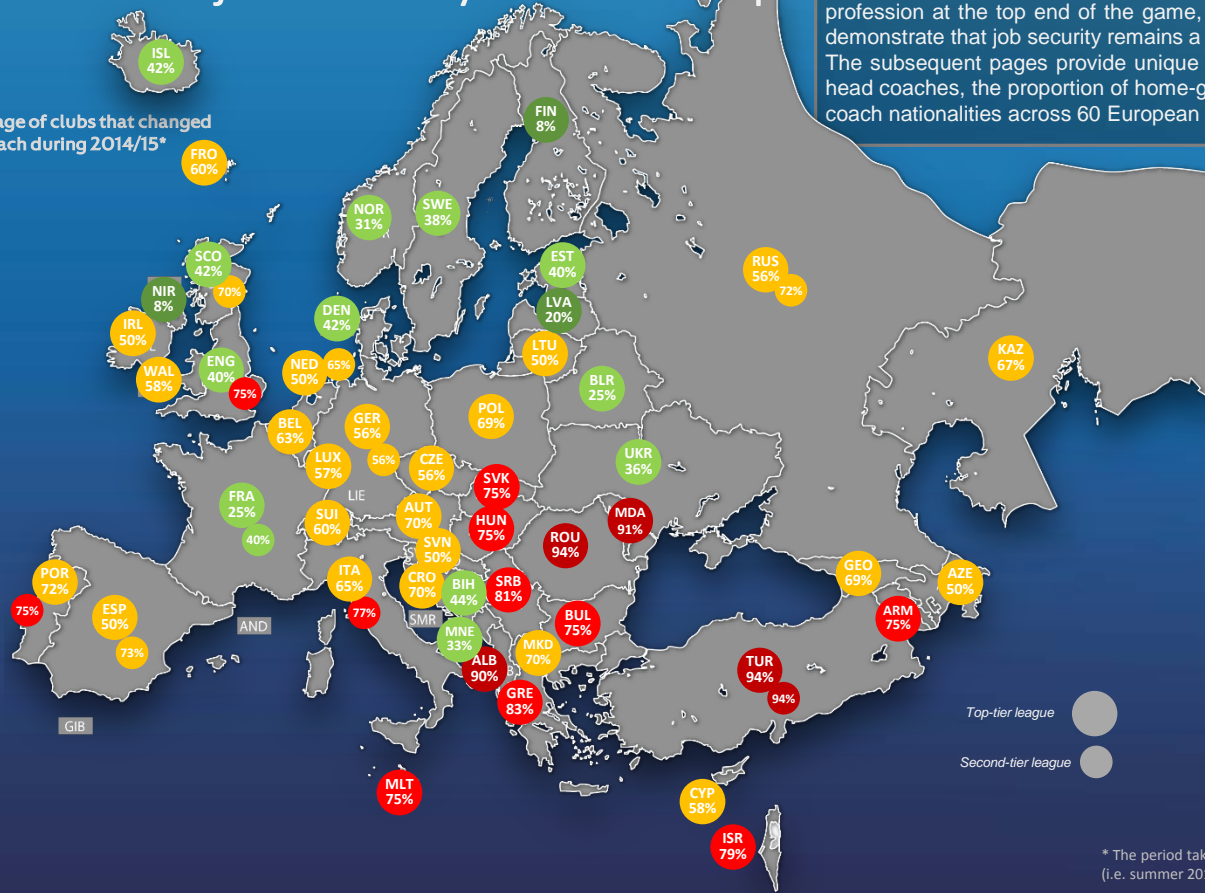 profession at the top end of the game,
demonstrate that job security remains a
The subsequent pages provide unique
head coaches, the proportion of home-g
coach nationalities across 60 European
age of clubs that changed
ach during 2014/15*
ISL
42%
FRO
60%
FIN
8%
NOR
31%
SWE
38%
SCO
42%
70%
NIR
8%
IRL
50%
WAL
58%
ENG
40%
75%
EST
40%
LVA
20%
LTU
50%
DEN
42%
NED
50%
65%
BLR
25%
RUS
56%
72%
KAZ
67%
BEL
63%
GER
56%
56%
POL
69%
LUX
57%
CZE
56%
UKR
36%
SVK
75%
FRA
25%
40%
LIE
SUI
60%
AUT
70%
HUN
75%
MDA
91%
ROU
94%
SVN
50%
POR
72%
75%
ESP
50%
73%
AND
ITA
65%
77%
CRO
70%
SMR
BIH
44%
SRB
81%
BUL
75%
GEO
69%
AZE
50%
ARM
75%
MNE
33%
MKD
70%
ALB
90%
GRE
83%
TUR
94%
94%
GIB
MLT
75%
CYP
58%
ISR
79%
Top-tier league
Second-tier league
* The period tak
(i.e. summer 201